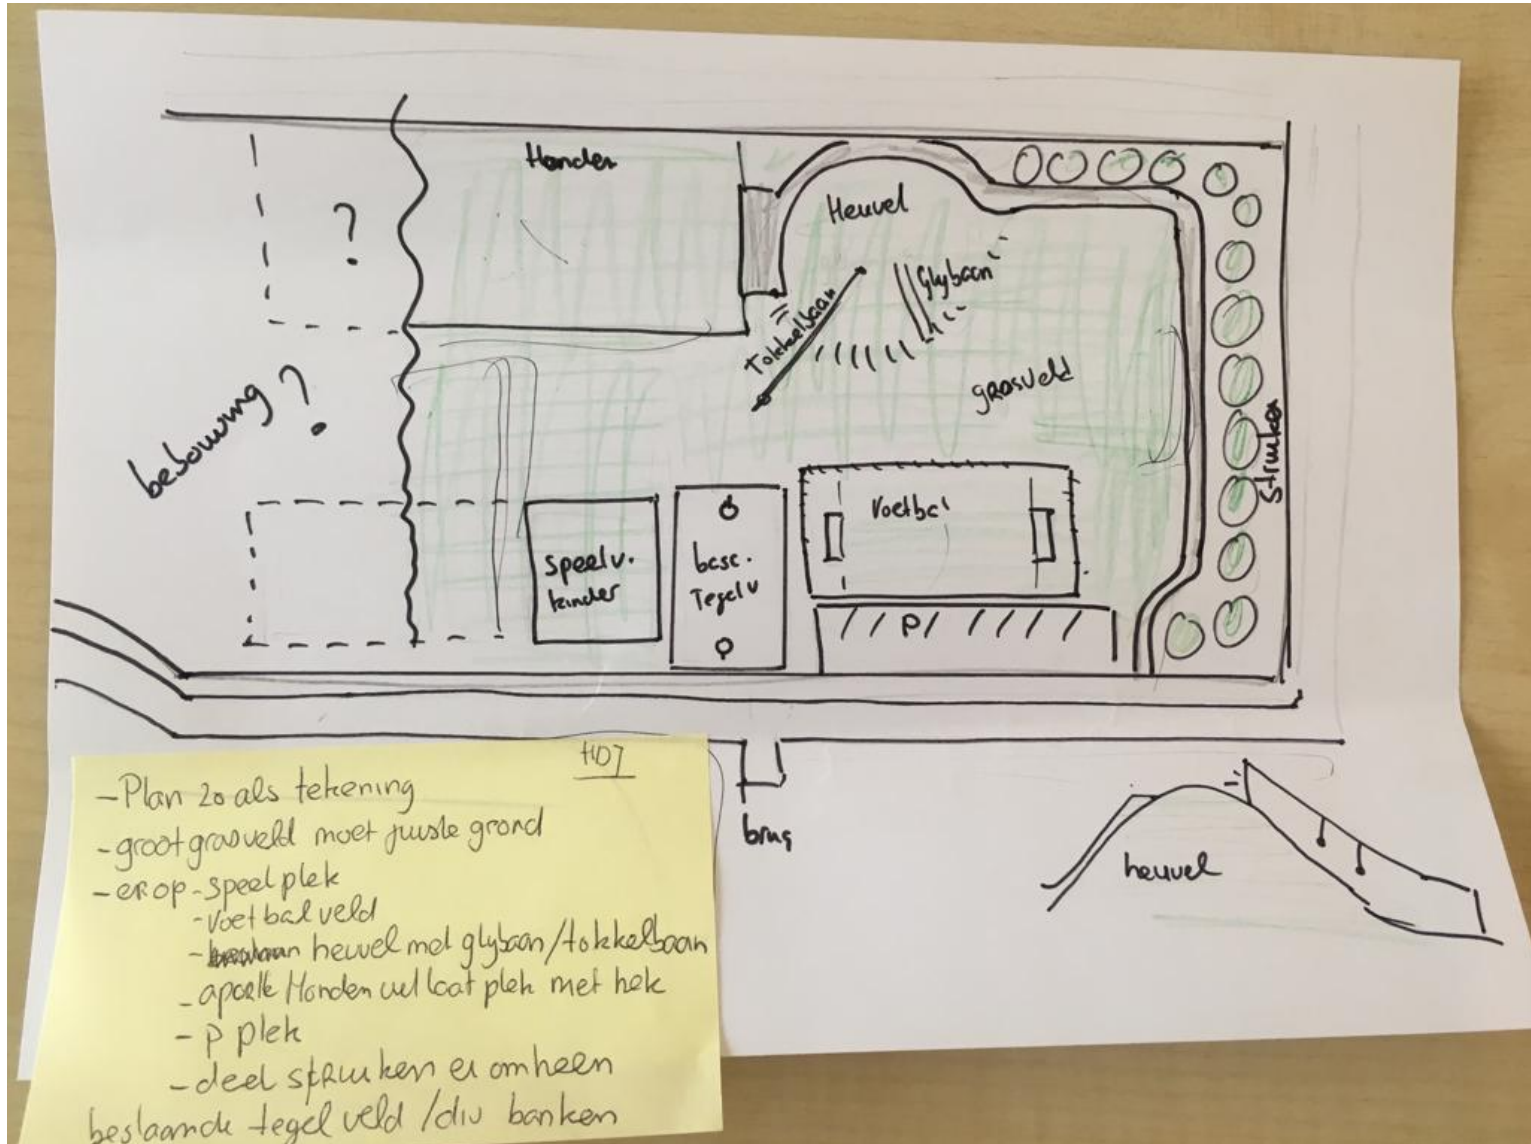 Honden
?
Heuvel
Glybaan
Tokkelbaan
grasveld
bebouwing ?
Struiken
Voetbal
speelv.
kinder
besc.
Tegelv
P
brug
heuvel
- Plan zo als tekening
- groot grasveld moet juiste grond
- EROP - speel plek
- Voetbal veld
- heuvel met glybaan/tokkelbaan
- aparte Honden uitlaat plek met hek
- P plek
- deel struiken er omheen
bestaande tegel veld / div banken